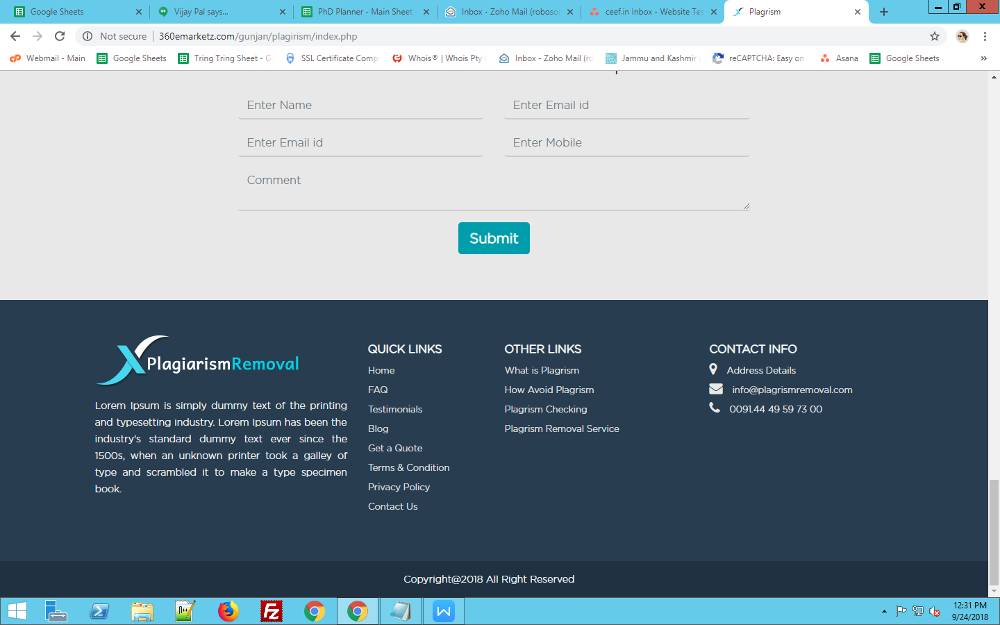 Google Sheets
Vijay Pal says...
PhD Planner - Main Sheet
Inbox - Zoho Mail (robosor
ceef.in Inbox - Website Tes
Plagrism
Not secure 360emarketz.com/gunjan/plagirism/index.php
Webmail - Main
Google Sheets
Tring Tring Sheet - G
SSL Certificate Comp
Whois® | Whois Pty
Inbox - Zoho Mail (ro
Jammu and Kashmir
reCAPTCHA: Easy on
Asana
Google Sheets
Enter Name
Enter Email id
Enter Email id
Enter Mobile
Comment
Submit
PlagiarismRemoval
Lorem Ipsum is simply dummy text of the printing
and typesetting industry. Lorem Ipsum has been the
industry's standard dummy text ever since the
1500s, when an unknown printer took a galley of
type and scrambled it to make a type specimen
book.
QUICK LINKS
Home
FAQ
Testimonials
Blog
Get a Quote
Terms & Condition
Privacy Policy
Contact Us
OTHER LINKS
What is Plagrism
How Avoid Plagrism
Plagrism Checking
Plagrism Removal Service
CONTACT INFO
Address Details
info@plagrismremoval.com
0091.44 49 59 73 00
Copyright@2018 All Right Reserved
12:31 PM
9/24/2018